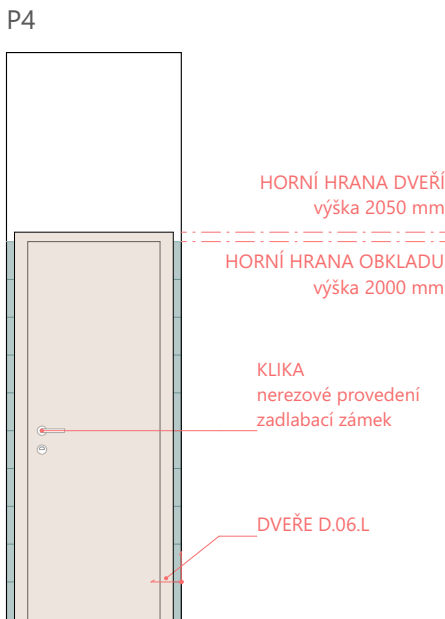 P4
HORNÍ HRANA DVEŘÍ
výška 2050 mm
HORNÍ HRANA OBKLADU
výška 2000 mm
KLIKA
nerezové provedení
zadlabací zámek
DVEŘE D.06.L